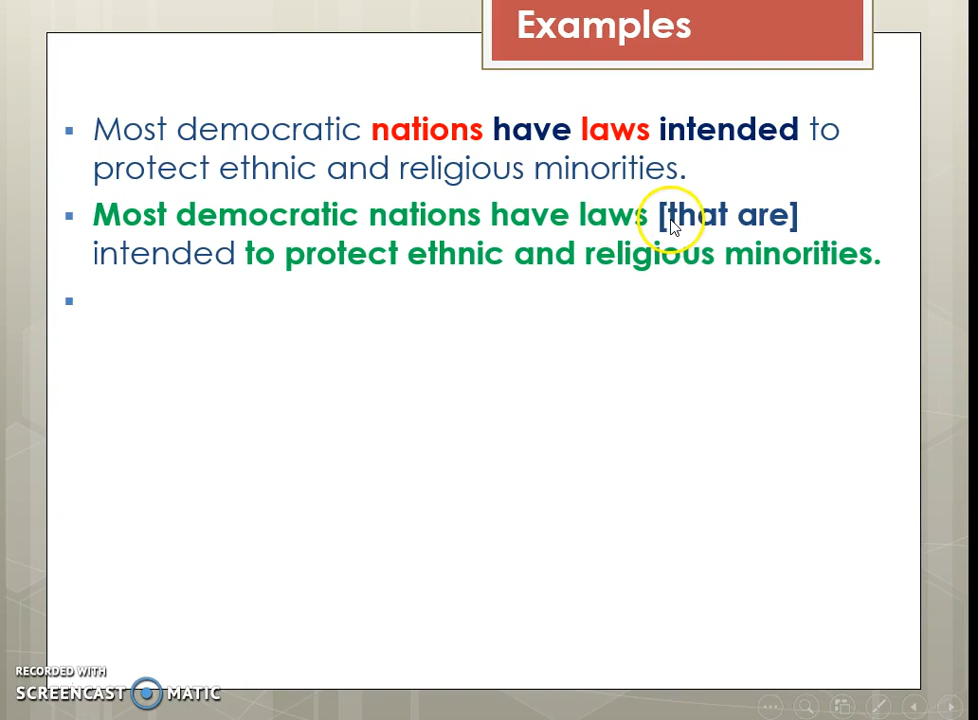 Examples
▪ Most democratic nations have laws intended to
protect ethnic and religious minorities.
▪ Most democratic nations have laws [that are]
intended to protect ethnic and religious minorities.
▪
RECORDED WITH
SCREENCAST MATIC